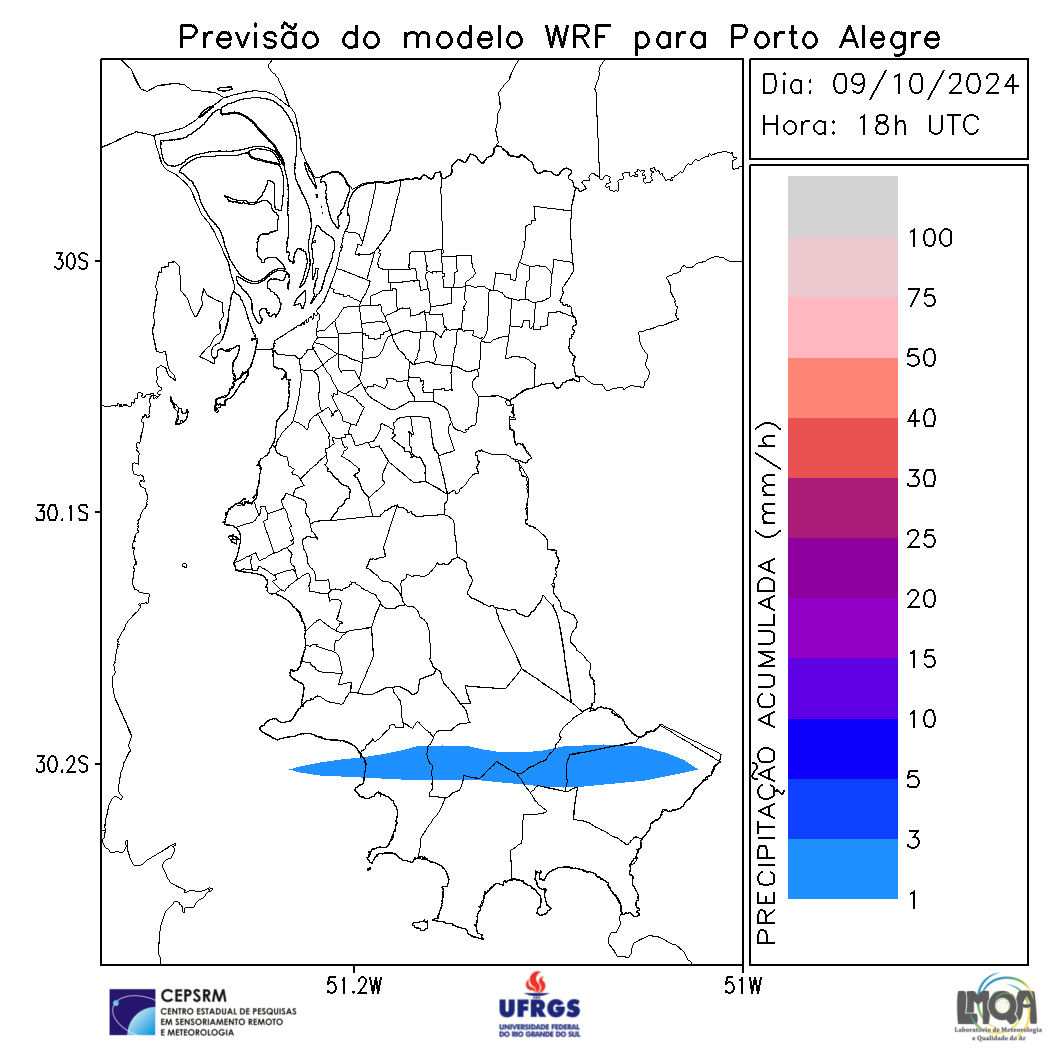 Previsão do modelo WRF para Porto Alegre
Dia: 09/10/2024
Hora: 18h UTC
30S
30.1S
30.2S
51.2W
51W
PRECIPITAÇÃO ACUMULADA (mm/h)
100
75
50
40
30
25
20
15
10
5
3
1
CEPSRM
CENTRO ESTADUAL DE PESQUISAS
EM SENSORIAMENTO REMOTO
E METEOROLOGIA
UFRGS
UNIVERSIDADE FEDERAL
DO RIO GRANDE DO SUL
LMQA
Laboratório de Meteorologia
e Qualidade do Ar